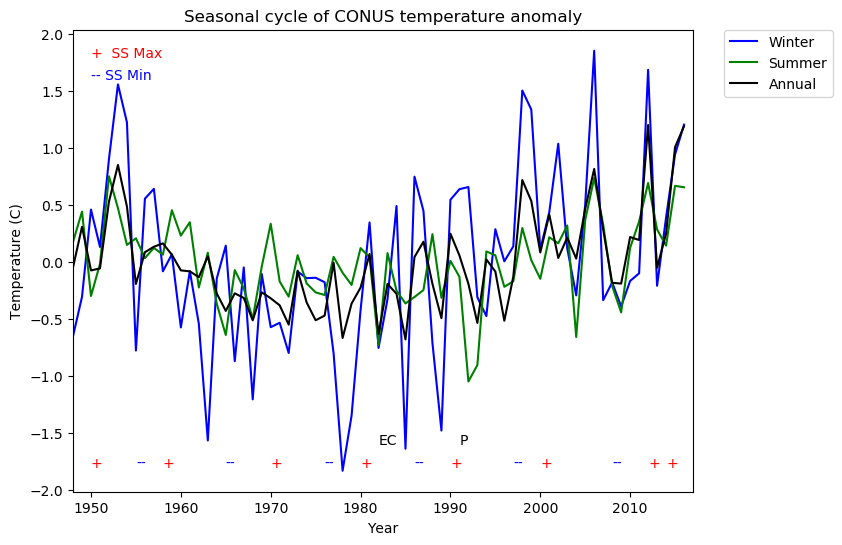 Seasonal cycle of CONUS temperature anomaly
+ SS Max
-- SS Min
Winter
Summer
Annual
Temperature (C)
2.0
1.5
1.0
0.5
0.0
−0.5
−1.0
−1.5
−2.0
EC P
+ -- + -- + -- + -- + -- + -- + +
1950 1960 1970 1980 1990 2000 2010
Year